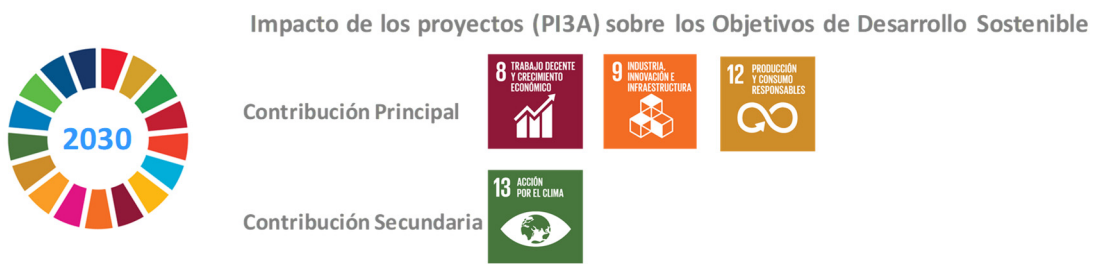 Impacto de los proyectos (PI3A) sobre los Objetivos de Desarrollo Sostenible
2030
Contribución Principal
8 TRABAJO DECENTE
Y CRECIMIENTO
ECONÓMICO
9 INDUSTRIA,
INNOVACIÓN E
INFRAESTRUCTURA
12 PRODUCCIÓN
Y CONSUMO
RESPONSABLES
Contribución Secundaria
13 ACCIÓN
POR EL CLIMA